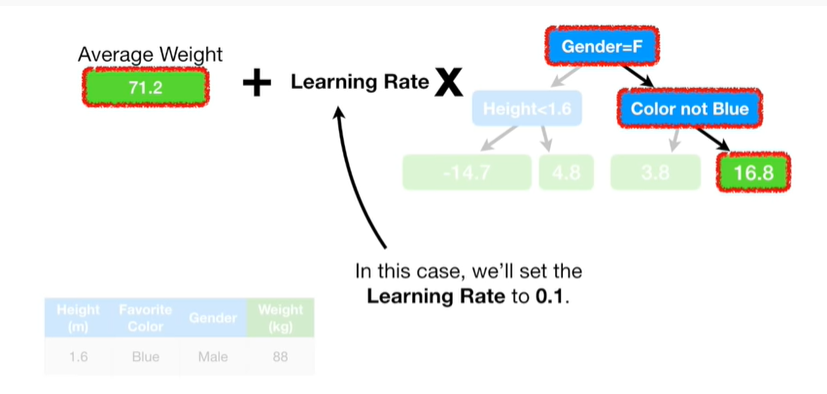 Average Weight
71.2
+ Learning Rate X
Gender=F
Height<1.6
Color not Blue
-14.7
4.8
3.8
16.8
In this case, we'll set the
Learning Rate to 0.1.
Height Favorite Gender Weight
(m) Color (kg)
1.6 Blue Male 88